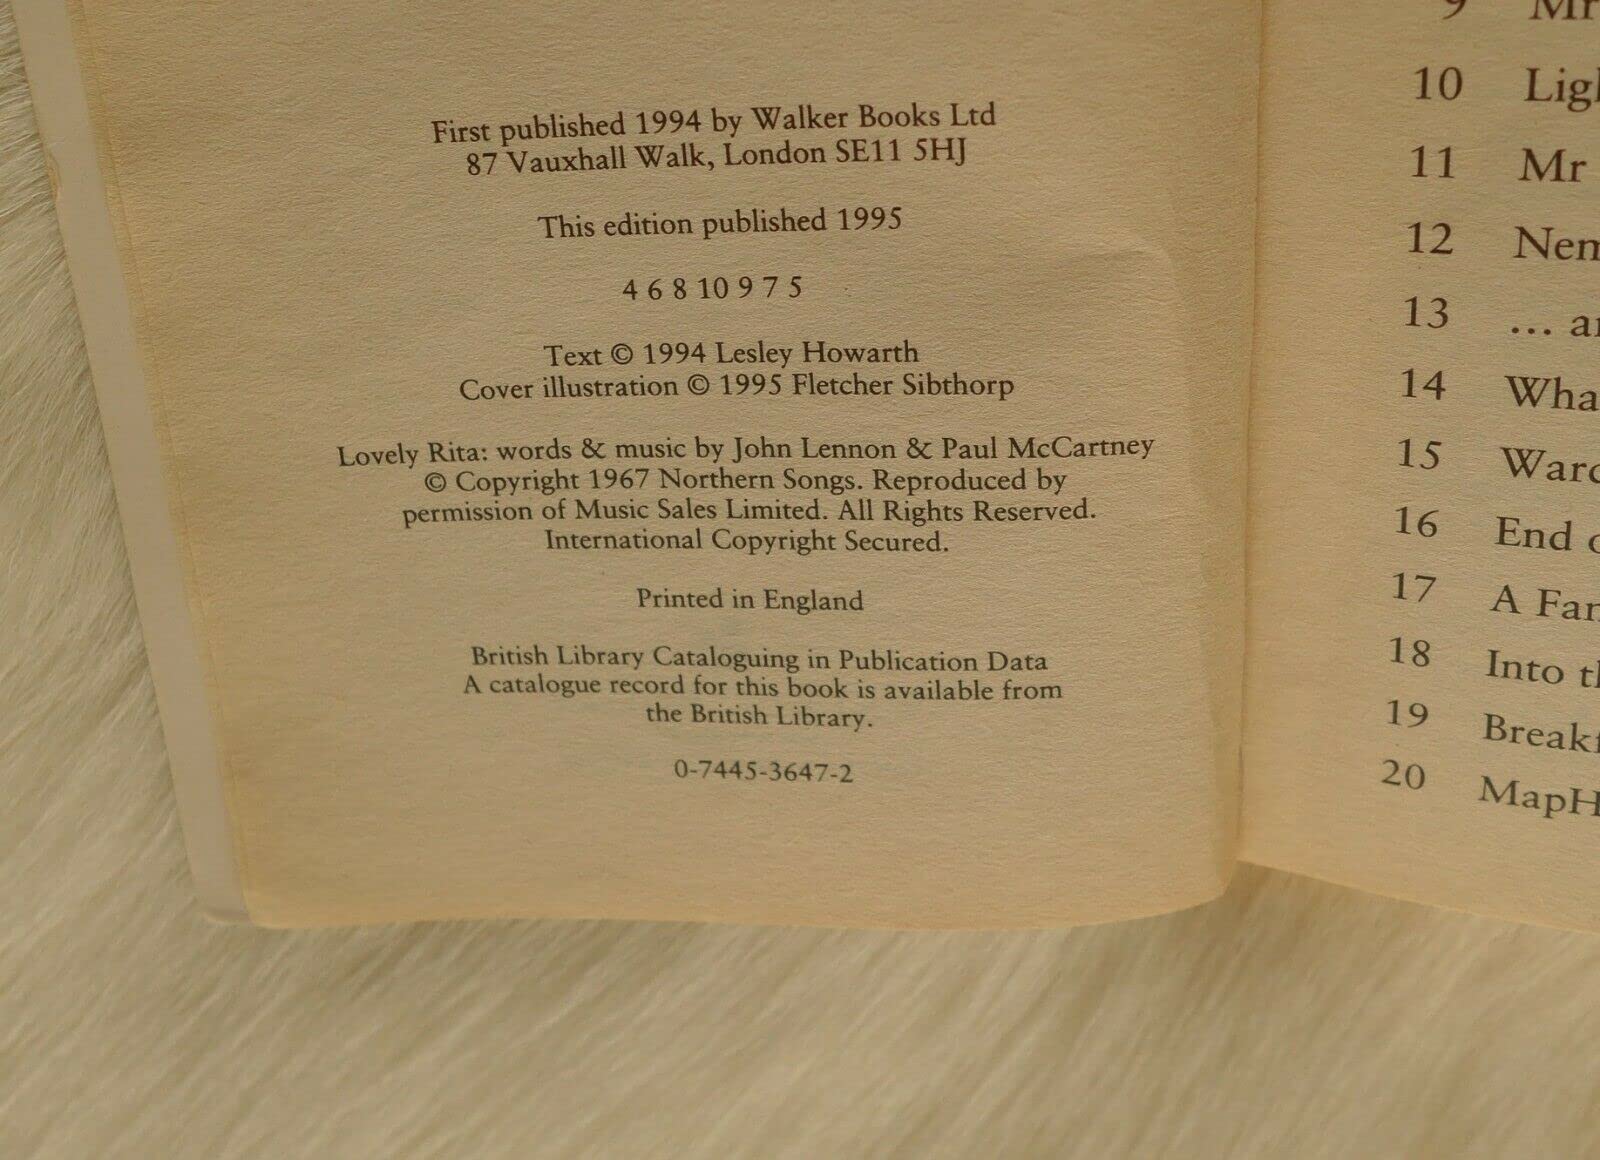 First published 1994 by Walker Books Ltd
87 Vauxhall Walk, London SE11 5HJ
This edition published 1995
4 6 8 10 9 7 5
Text © 1994 Lesley Howarth
Cover illustration © 1995 Fletcher Sibthorp
Lovely Rita: words & music by John Lennon & Paul McCartney
© Copyright 1967 Northern Songs. Reproduced by
permission of Music Sales Limited. All Rights Reserved.
International Copyright Secured.
Printed in England
British Library Cataloguing in Publication Data
A catalogue record for this book is available from
the British Library.
0-7445-3647-2
9 Mr
10
11 Mr
12
13 ...
14
15
16 End
17 A
18 Into
19
20